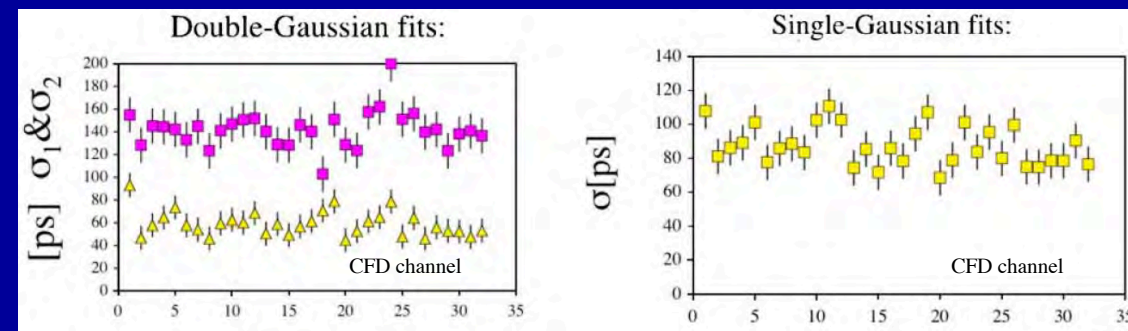 Double-Gaussian fits:
[ps] σ₁&σ₂
200
180
160
140
120
100
80
60
40
20
0
CFD channel
0 5 10 15 20 25 30 35
Single-Gaussian fits:
σ[ps]
140
120
100
80
60
40
20
0
CFD channel
0 5 10 15 20 25 30 35